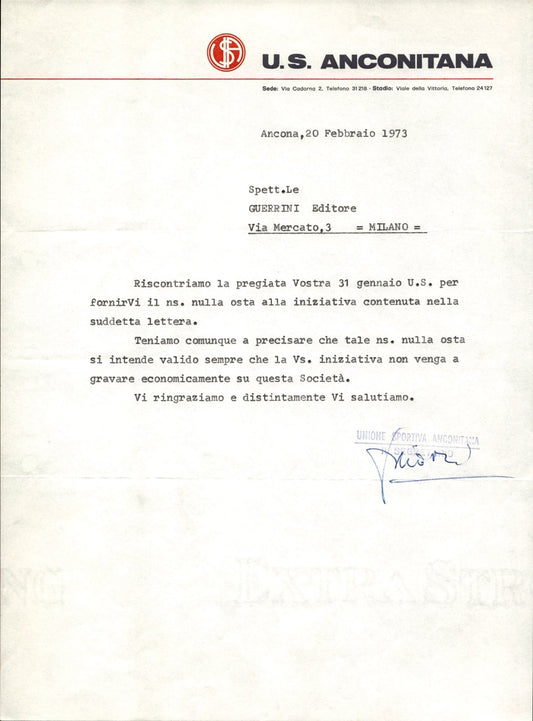 U.S. ANCONITANA
Sede: Via Cadorna 2, Telefono 31218 - Stadio: Viale della Vittoria, Telefono 24127
Ancona,20 Febbraio 1973
Spett.Le
GUERRINI Editore
Via Mercato,3 = MILANO =
Riscontriamo la pregiata Vostra 31 gennaio U.S. per
fornirVi il ns. nulla osta alla iniziativa contenuta nella
suddetta lettera.
Teniamo comunque a precisare che tale ns. nulla osta
si intende valido sempre che la Vs. iniziativa non venga a
gravare economicamente su questa Società.
Vi ringraziamo e distintamente Vi salutiamo.
UNIONE SPORTIVA ANCONITANA
EXTRA STR